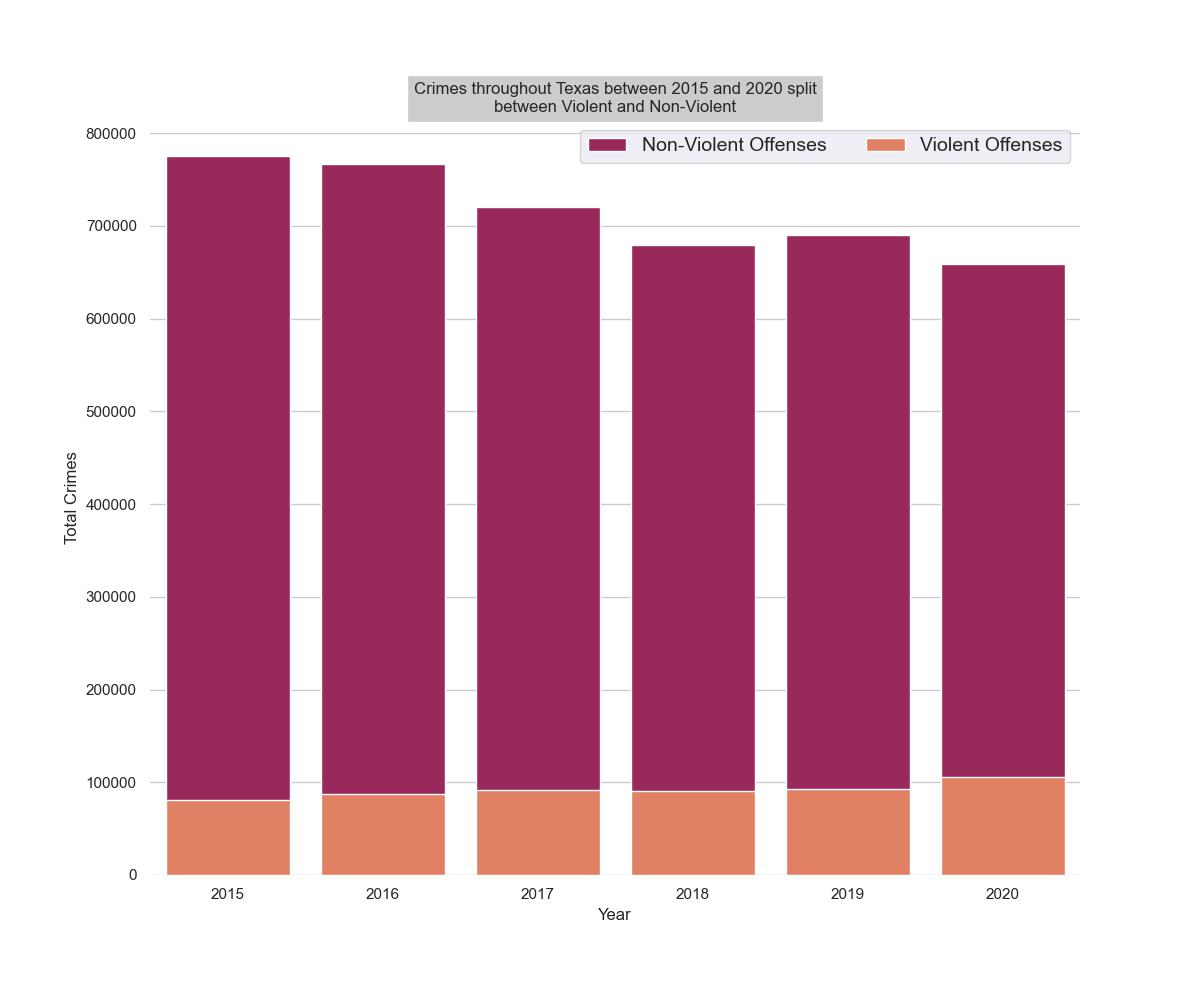 Crimes throughout Texas between 2015 and 2020 split
between Violent and Non-Violent
Non-Violent Offenses
Violent Offenses
800000
700000
600000
500000
400000
300000
200000
100000
0
Total Crimes
2015 2016 2017 2018 2019 2020
Year